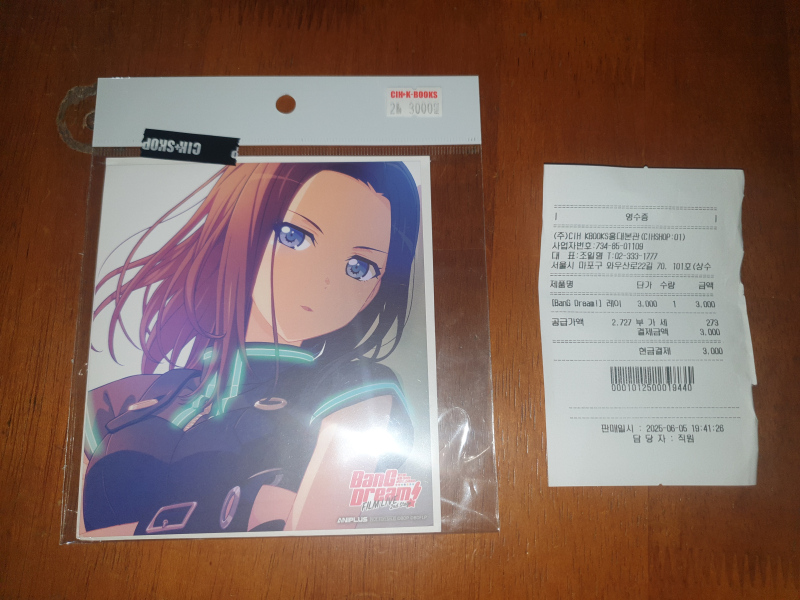 CIH•K-BOOKS
3000원
CIH•SHOP
BanG
Dream!
FILM LIVE
ANIPLUS
영수증
(주)CIH KBOOKS홍대본관(CIHSHOP:01)
사업자번호:734-85-01109
대 표:조일형 T:02-333-1777
서울시 마포구 와우산로22길 70, 101호(상수
제품명 단가 수량 금액
[BanG Dream!] 레이 3,000 1 3,000
공급가액 2,727 부 가 세 273
결제금액 3,000
현금결제 3,000
0001012500019440
판매일시 : 2025-06-05 19:41:26
담 당 자 : 직원